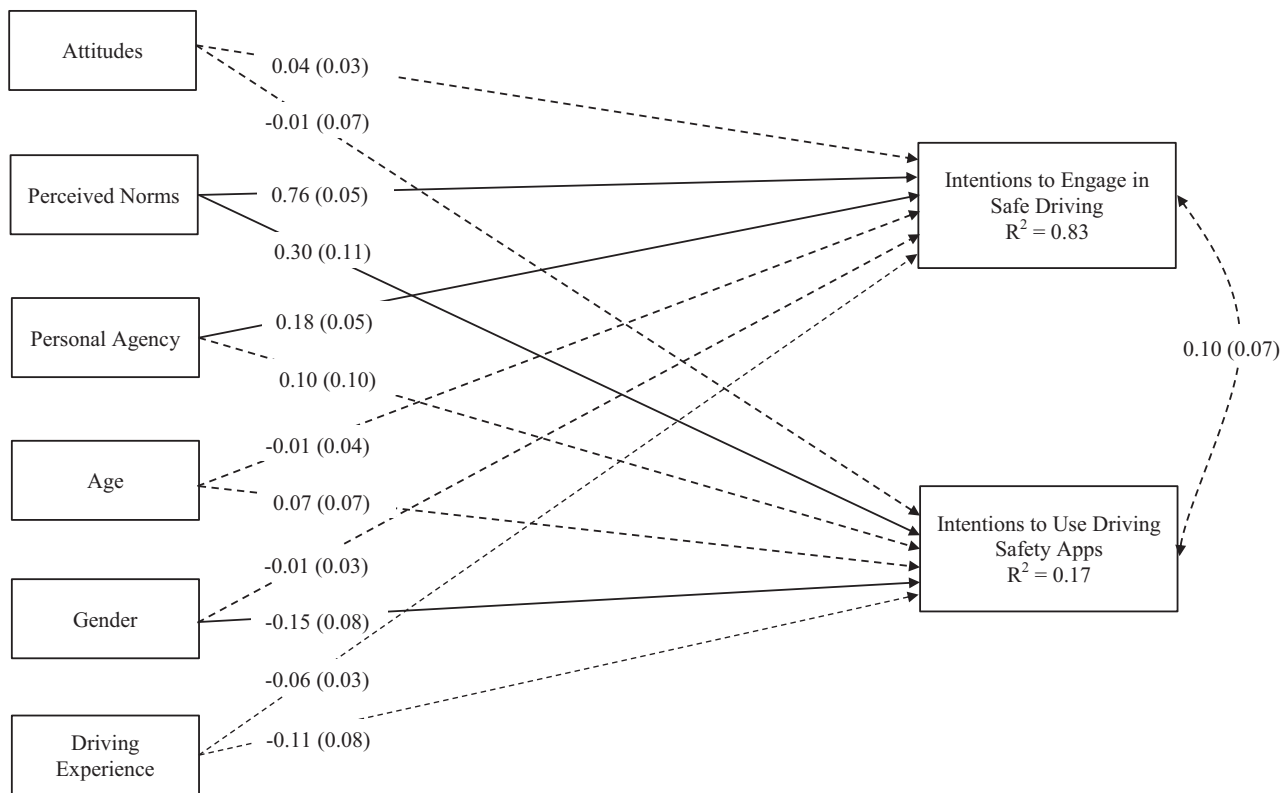 Attitudes
0.04 (0.03)
-0.01 (0.07)
Perceived Norms
0.76 (0.05)
0.30 (0.11)
Personal Agency
0.18 (0.05)
0.10 (0.10)
Age
-0.01 (0.04)
0.07 (0.07)
Gender
-0.01 (0.03)
-0.15 (0.08)
Driving
Experience
-0.06 (0.03)
-0.11 (0.08)
Intentions to Engage in
Safe Driving
R² = 0.83
0.10 (0.07)
Intentions to Use Driving
Safety Apps
R² = 0.17